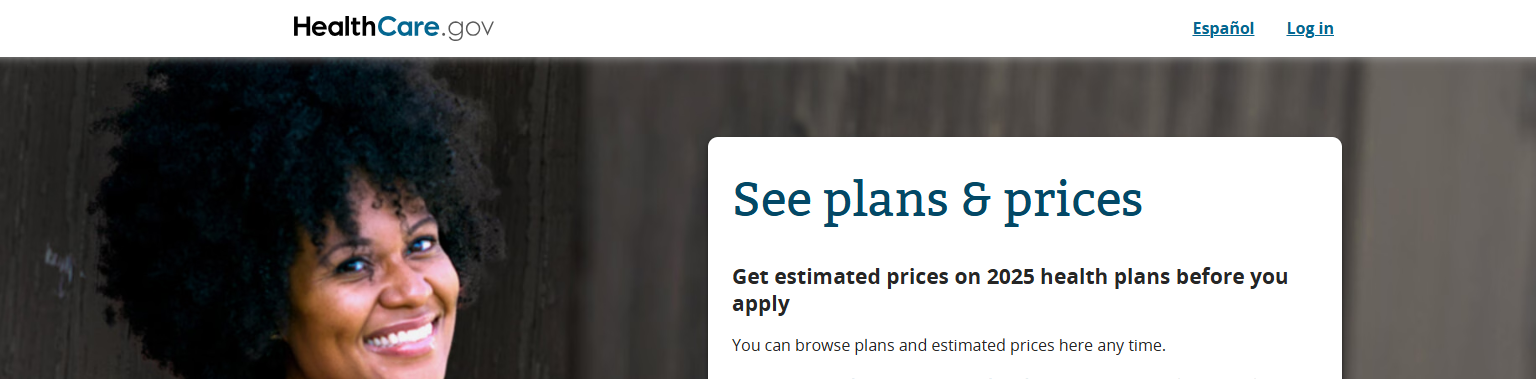 HealthCare.gov
Español
Log in
See plans & prices
Get estimated prices on 2025 health plans before you
apply
You can browse plans and estimated prices here any time.